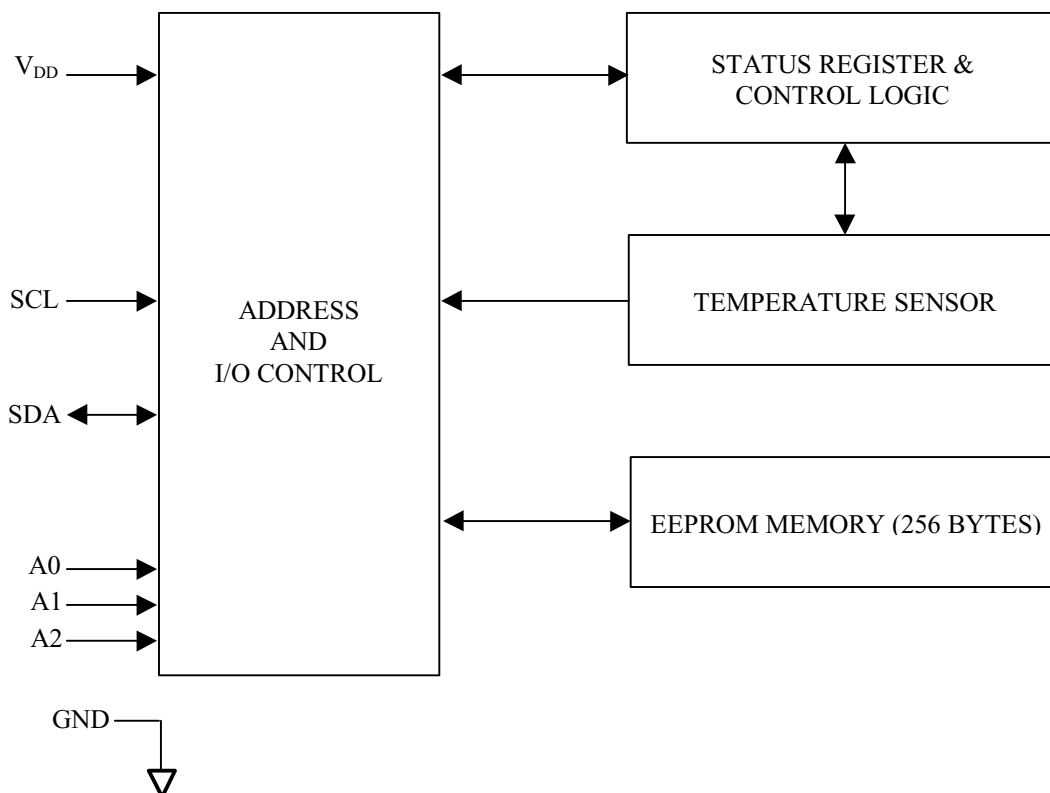 V_DD
STATUS REGISTER &
CONTROL LOGIC
SCL
ADDRESS
AND
I/O CONTROL
TEMPERATURE SENSOR
SDA
EEPROM MEMORY (256 BYTES)
A0
A1
A2
GND